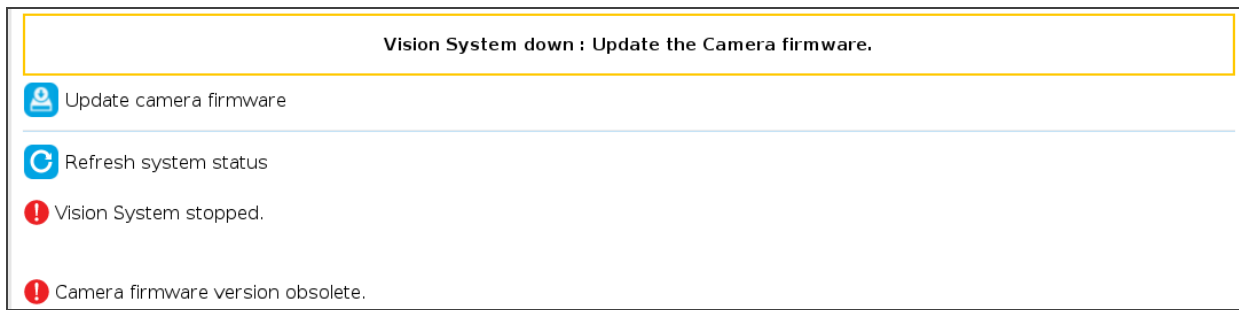 Vision System down : Update the Camera firmware.
Update camera firmware
Refresh system status
Vision System stopped.
Camera firmware version obsolete.